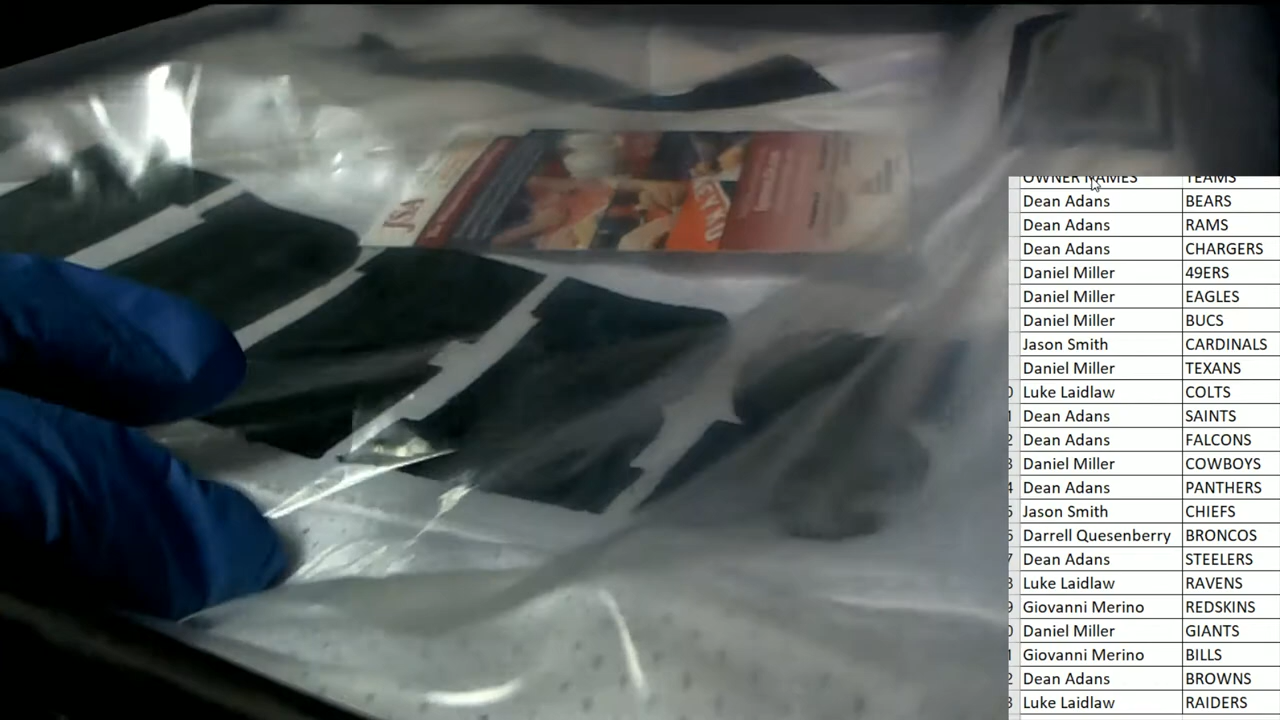 JSA
OWNER NAMES TEAMS
Dean Adans BEARS
Dean Adans RAMS
Dean Adans CHARGERS
Daniel Miller 49ERS
Daniel Miller EAGLES
Daniel Miller BUCS
Jason Smith CARDINALS
Daniel Miller TEXANS
Luke Laidlaw COLTS
Dean Adans SAINTS
Dean Adans FALCONS
Daniel Miller COWBOYS
Dean Adans PANTHERS
Jason Smith CHIEFS
Darrell Quesenberry BRONCOS
Dean Adans STEELERS
Luke Laidlaw RAVENS
Giovanni Merino REDSKINS
Daniel Miller GIANTS
Giovanni Merino BILLS
Dean Adans BROWNS
Luke Laidlaw RAIDERS